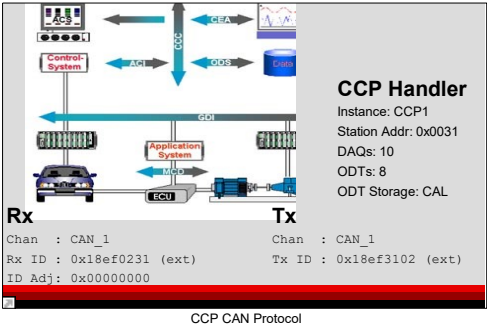 ACS
CCC
CEA
Control-
System
ACI
ODS
Data
GDI
Application
System
MCD
ECU
CCP Handler
Instance: CCP1
Station Addr: 0x0031
DAQs: 10
ODTs: 8
ODT Storage: CAL
Rx
Tx
Chan : CAN_1
Chan : CAN_1
Rx ID : 0x18ef0231 (ext)
Tx ID : 0x18ef3102 (ext)
ID Adj: 0x00000000
CCP CAN Protocol